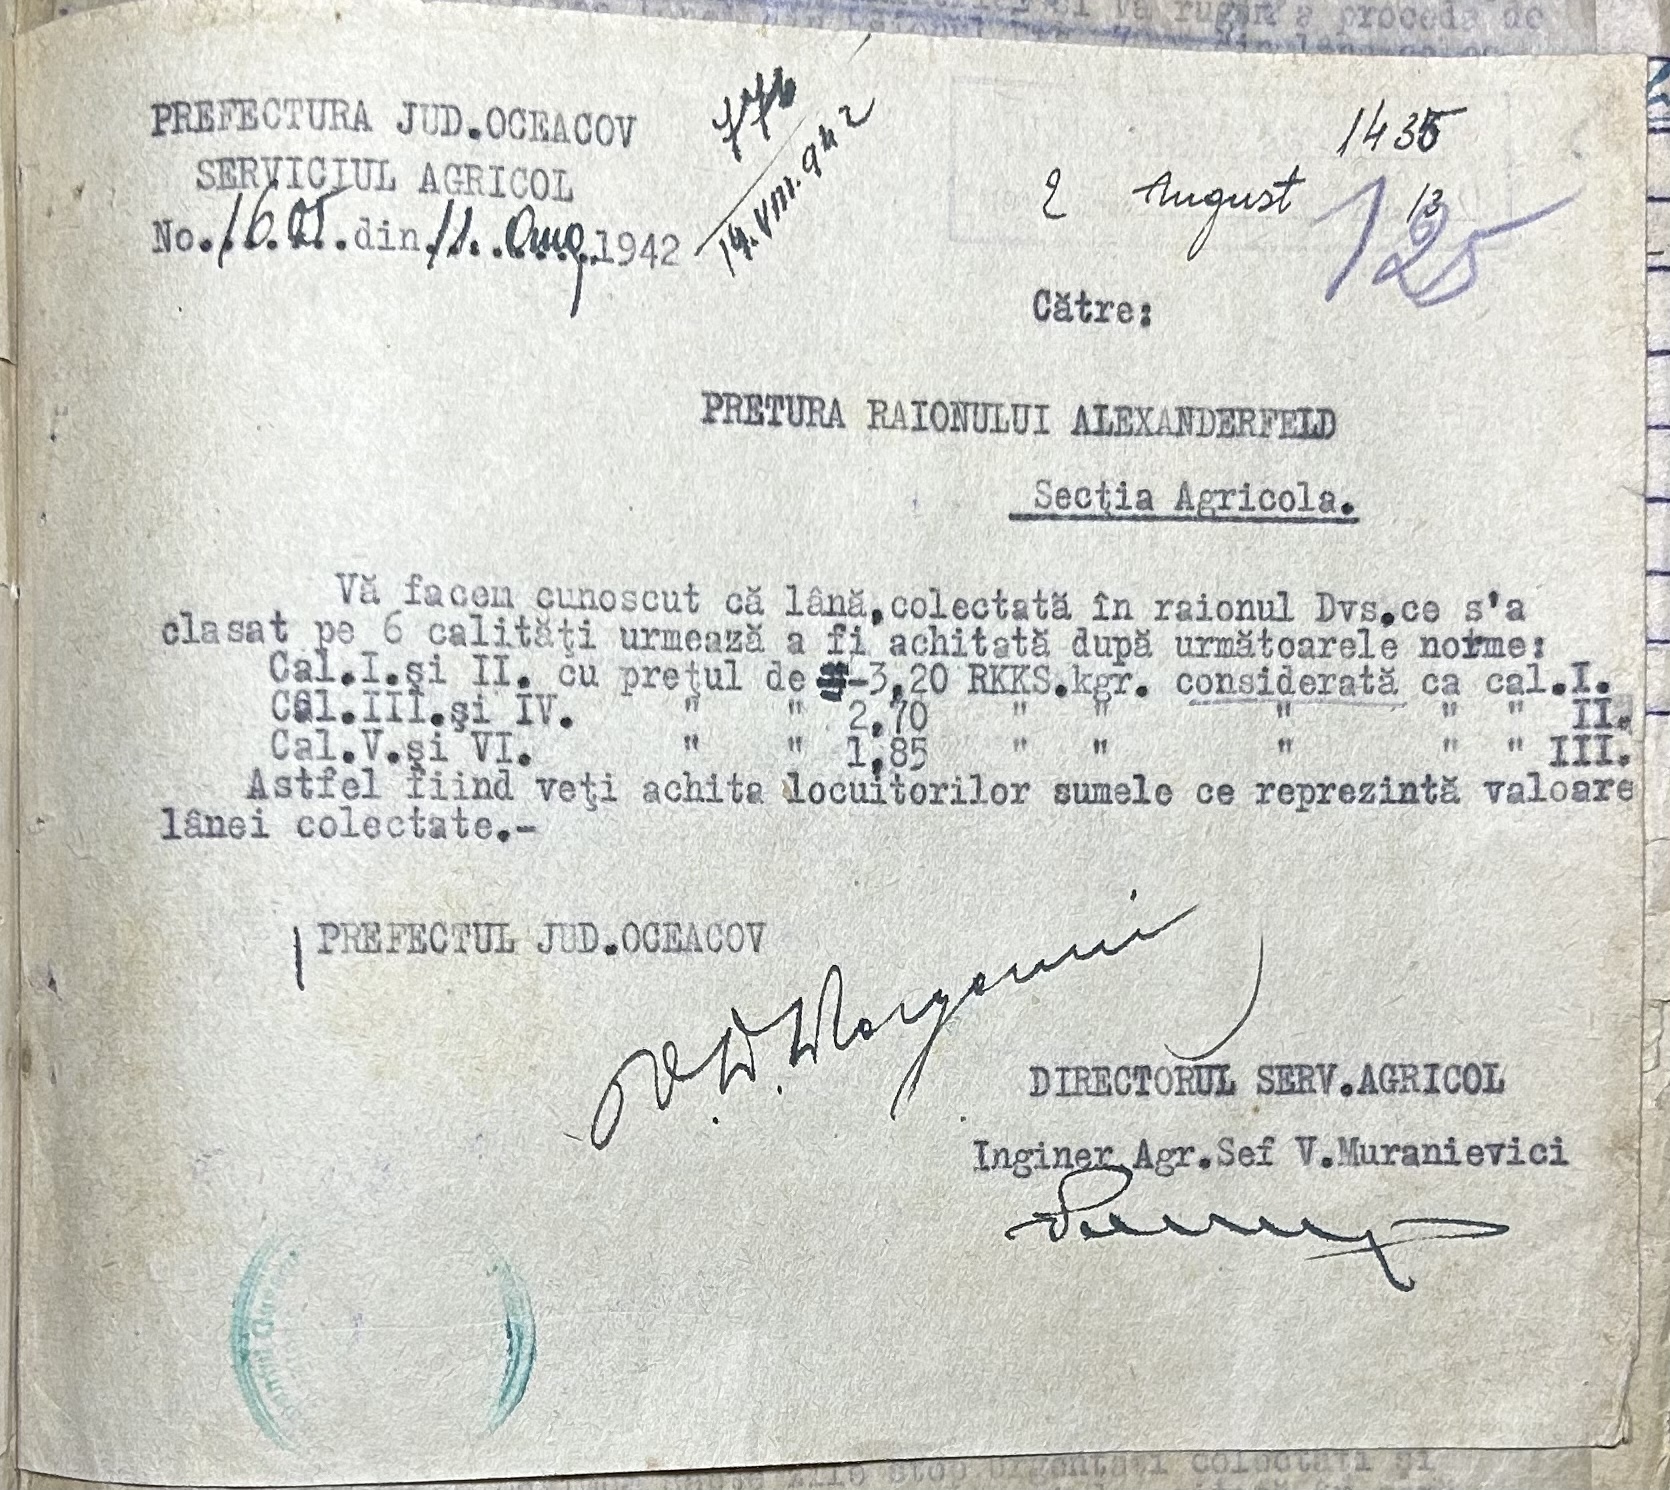 PREFECTURA JUD.OCEACOV
SERVICIUL AGRICOL
No.1605.din 11.Aug.1942
776
14.VIII.942
1435
2 August 13
125
Către:
PRETURA RAIONULUI ALEXANDERFELD
Secţia Agricola.
Vă facem cunoscut că lână,colectată în raionul Dvs.ce s'a
clasat pe 6 calităţi urmează a fi achitată după următoarele norme:
Cal.I.şi II. cu preţul de -3,20 RKKS.kgr. considerată ca cal.I.
Cal.III.şi IV. " " 2,70 " " " " " II.
Cal.V.şi VI. " " 1,85 " " " " " III.
Astfel fiind veţi achita locuitorilor sumele ce reprezintă valoare
lânei colectate.-
PREFECTUL JUD.OCEACOV
DIRECTORUL SERV.AGRICOL
Inginer Agr.Sef V.Muranievici